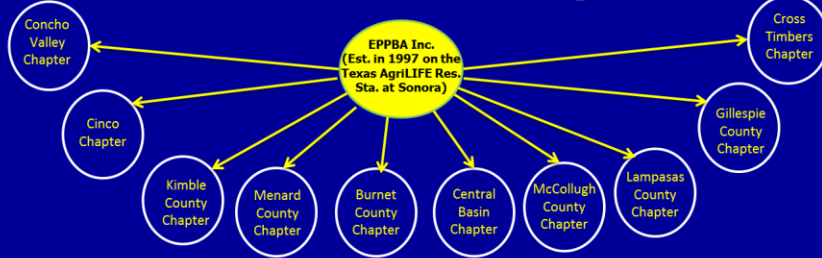 EPPBA Inc.
(Est. in 1997 on the
Texas AgriLIFE Res.
Sta. at Sonora)
Concho
Valley
Chapter
Cinco
Chapter
Kimble
County
Chapter
Menard
County
Chapter
Burnet
County
Chapter
Central
Basin
Chapter
McCollugh
County
Chapter
Lampasas
County
Chapter
Gillespie
County
Chapter
Cross
Timbers
Chapter